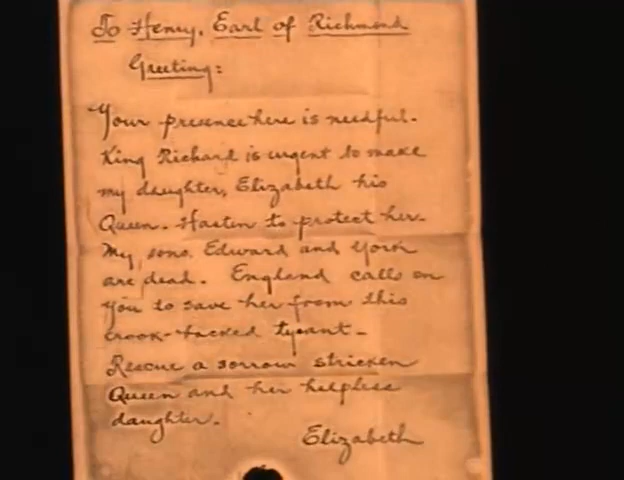 To Henry, Earl of Richmond
Greeting:
Your presence here is needful.
King Richard is urgent to make
my daughter, Elizabeth his
Queen. Hasten to protect her.
My sons, Edward and York
are dead. England calls on
you to save her from this
crook-backed tyrant-
Rescue a sorrow stricken
Queen and her helpless
daughter.
Elizabeth